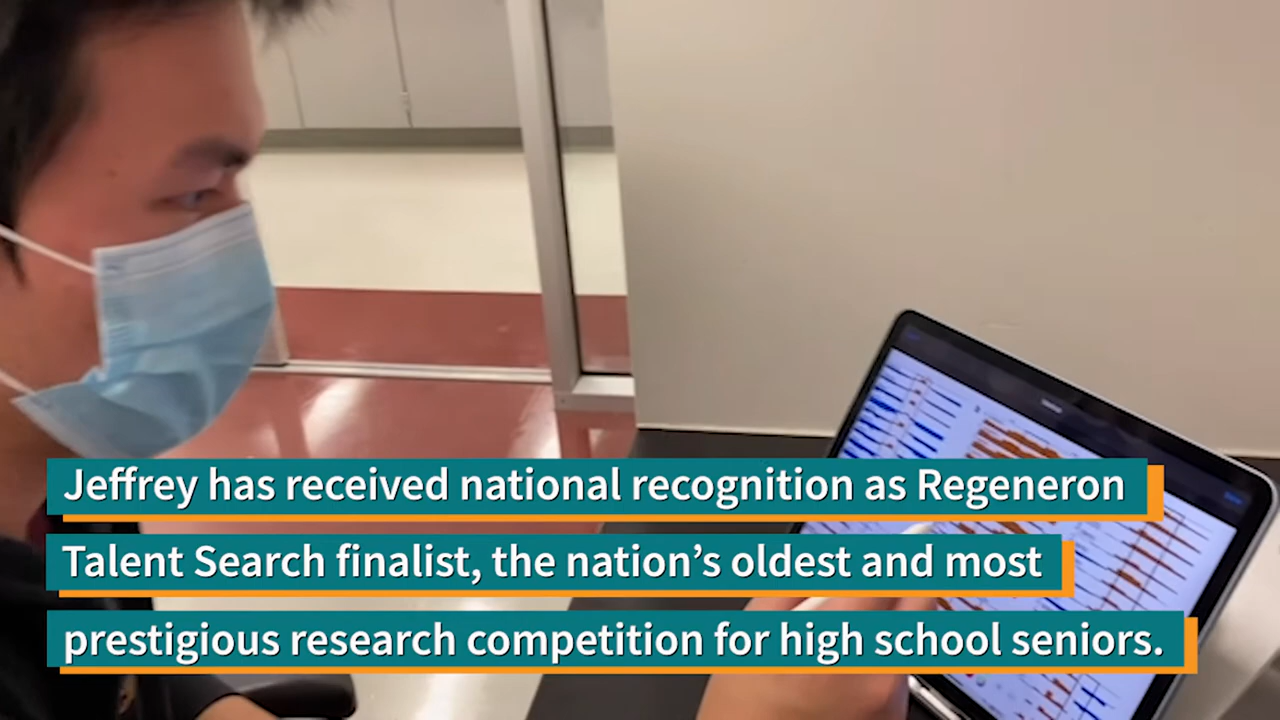 Jeffrey has received national recognition as Regeneron
Talent Search finalist, the nation’s oldest and most
prestigious research competition for high school seniors.